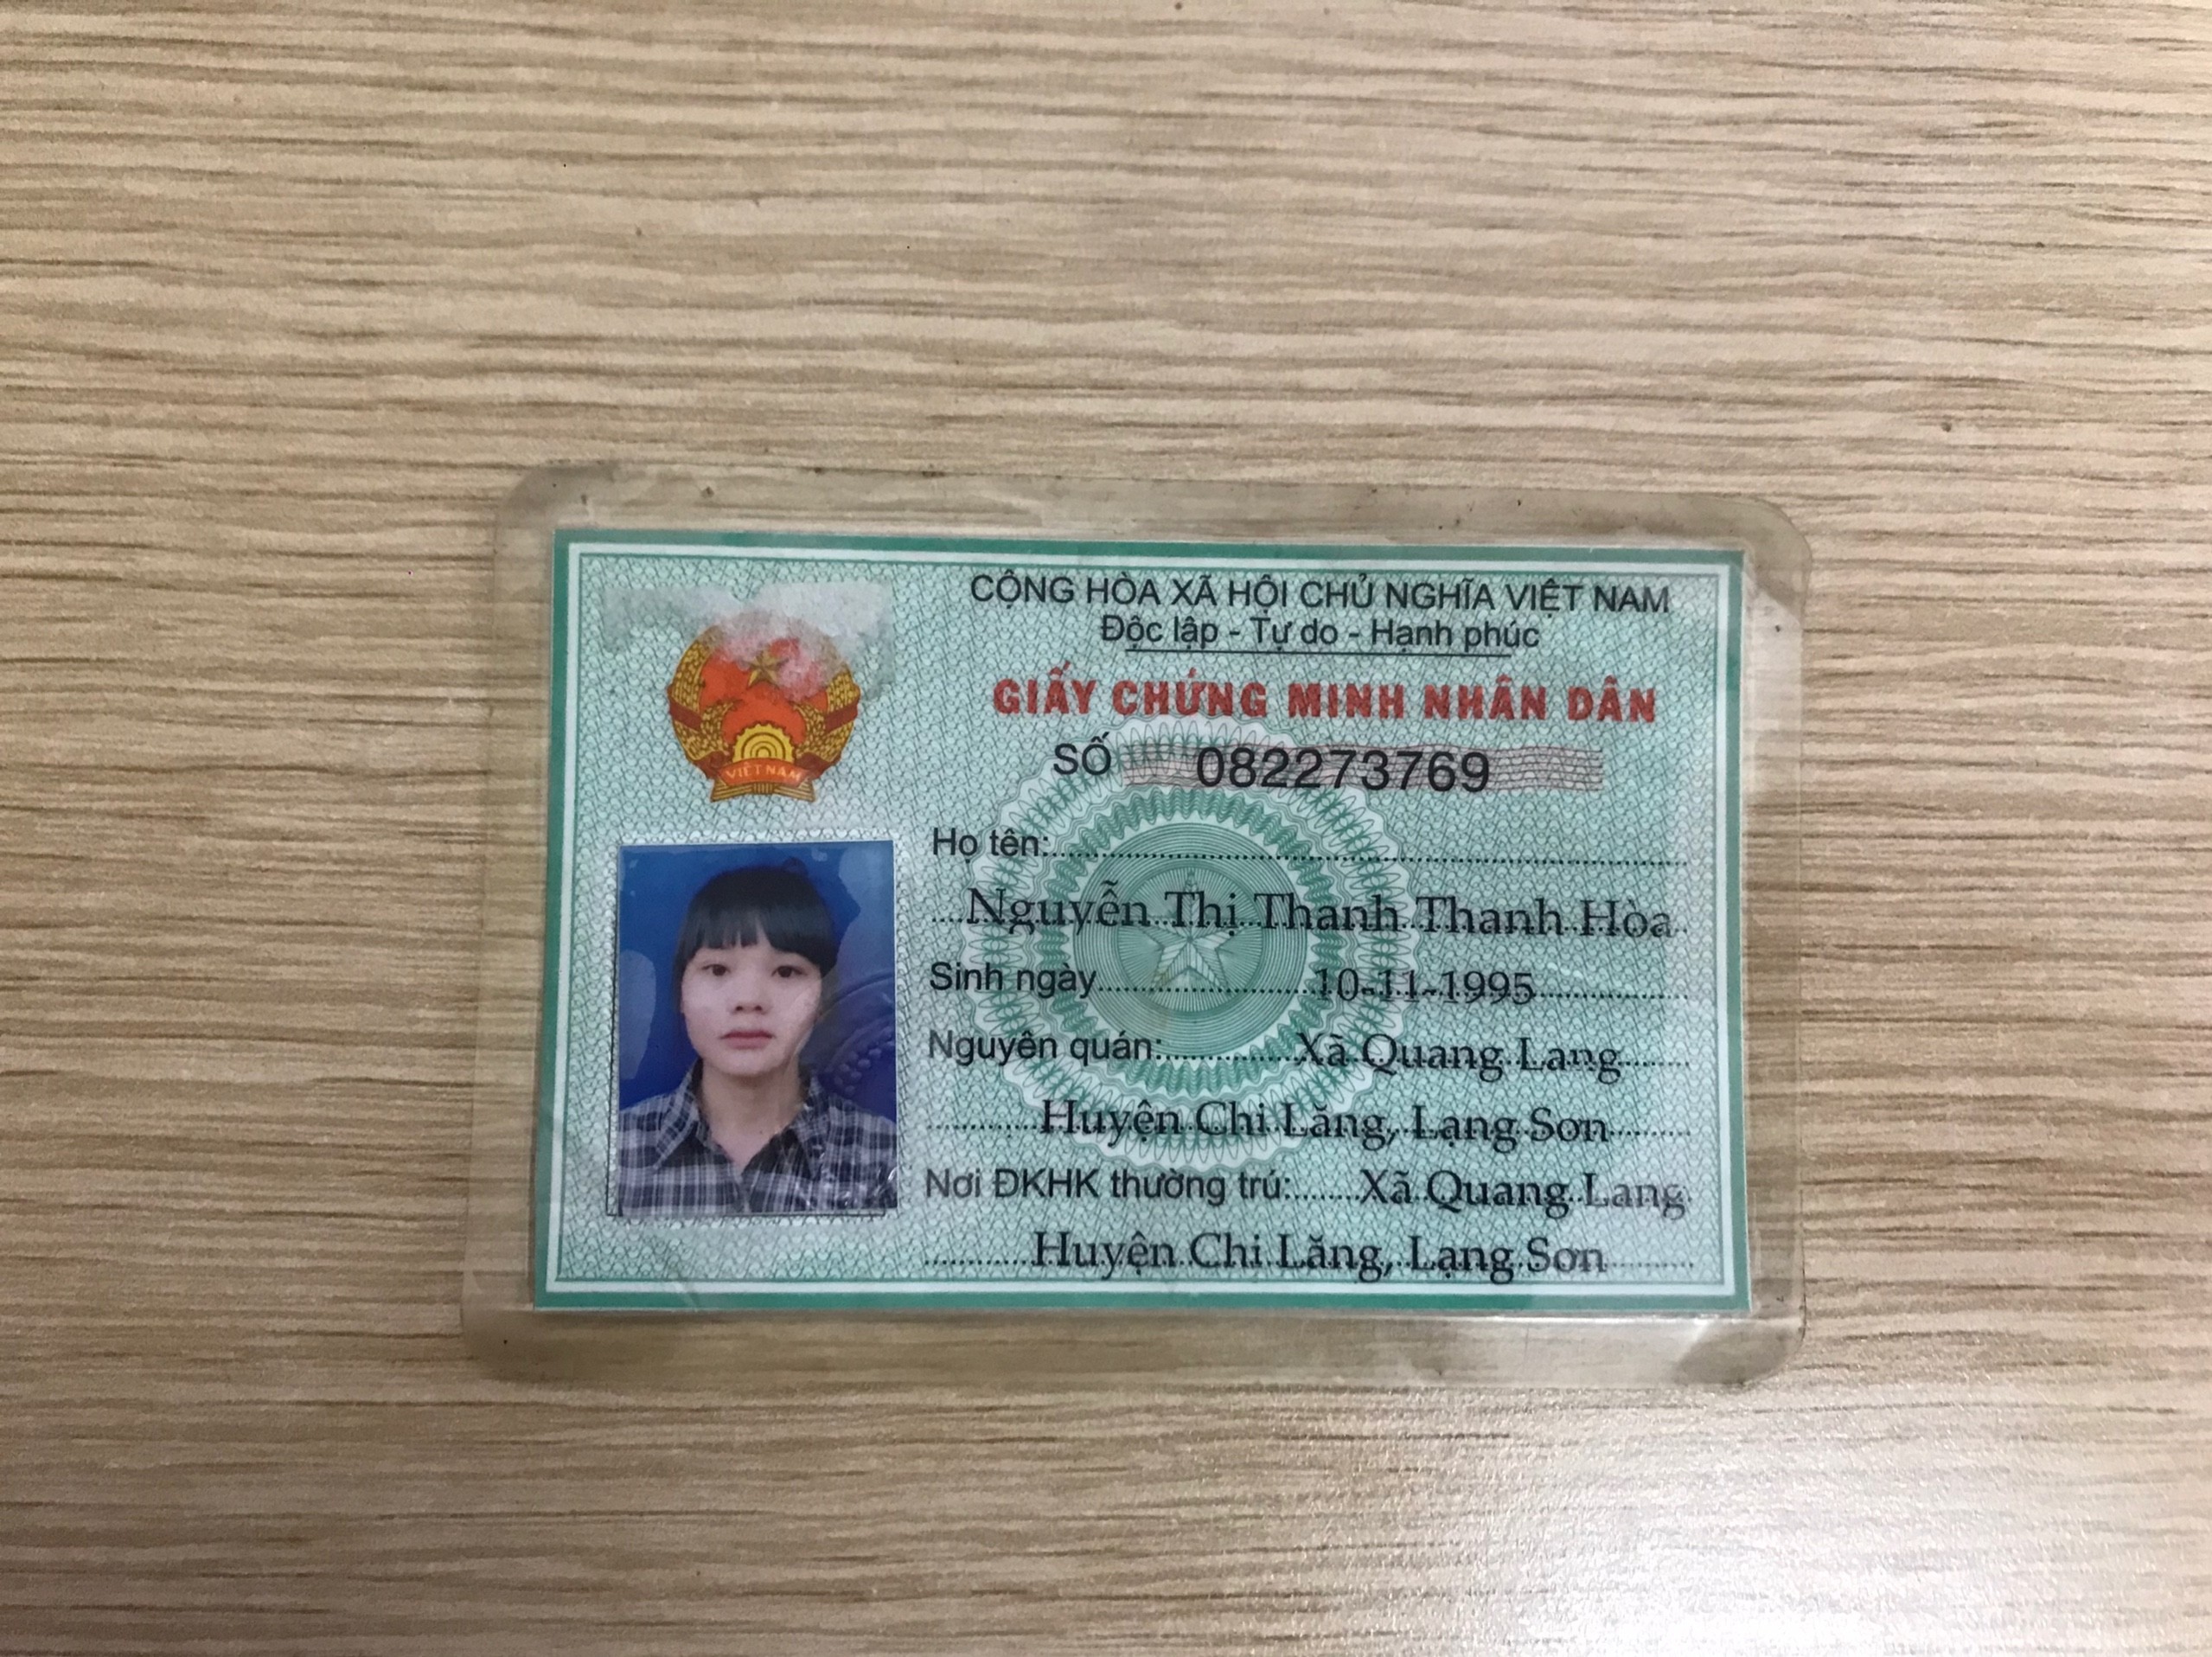 CỘNG HÒA XÃ HỘI CHỦ NGHĨA VIỆT NAM
Độc lập - Tự do - Hạnh phúc
GIẤY CHỨNG MINH NHÂN DÂN
SỐ 082273769
VIỆT NAM
Họ tên:
Nguyễn Thị Thanh Thanh Hòa
Sinh ngày 10-11-1995
Nguyên quán: Xã Quang Lang
Huyện Chi Lăng, Lạng Sơn
Nơi ĐKHK thường trú: Xã Quang Lang
Huyện Chi Lăng, Lạng Sơn